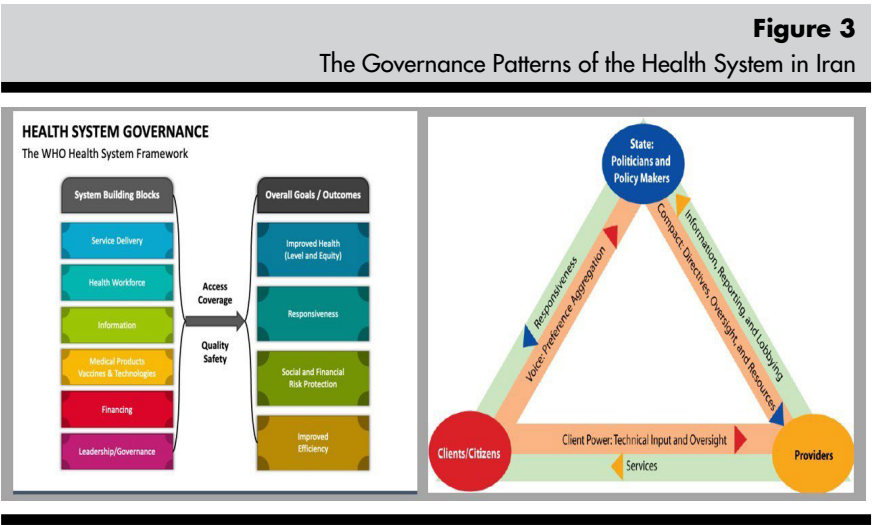 Figure 3
The Governance Patterns of the Health System in Iran
HEALTH SYSTEM GOVERNANCE
The WHO Health System Framework
System Building Blocks
Service Delivery
Health Workforce
Information
Medical Products
Vaccines & Technologies
Financing
Leadership/Governance
Access
Coverage
Quality
Safety
Overall Goals / Outcomes
Improved Health
(Level and Equity)
Responsiveness
Social and Financial
Risk Protection
Improved
Efficiency
State:
Politicians and
Policy Makers
Responsiveness
Voice: Preference Aggregation
Information, Reporting, and Lobbying
Compact: Directives, Oversight, and Resources
Clients/Citizens
Client Power: Technical Input and Oversight
Services
Providers